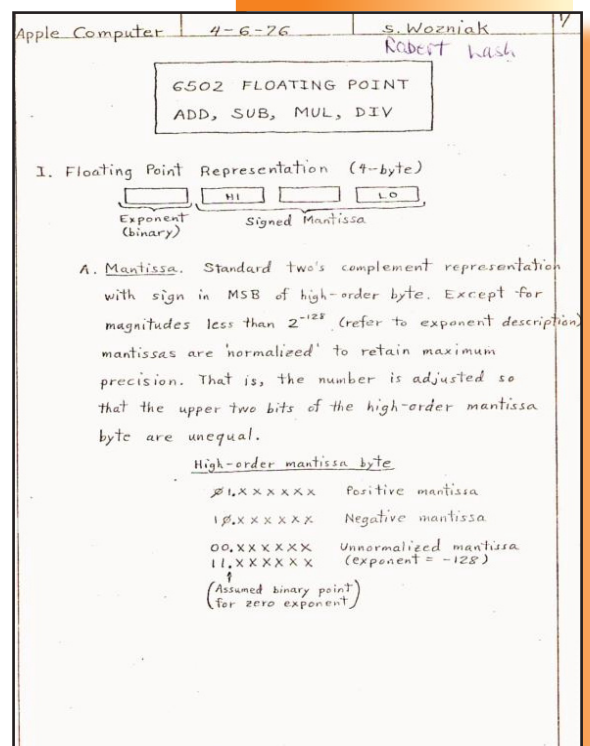 Apple Computer 4-6-76 S. Wozniak 1/
Robert Lash
6502 FLOATING POINT
ADD, SUB, MUL, DIV
I. Floating Point Representation (4-byte)
HI LO
Exponent Signed Mantissa
(binary)
A. Mantissa. Standard two's complement representation
with sign in MSB of high-order byte. Except for
magnitudes less than 2⁻¹²⁸ (refer to exponent description)
mantissas are 'normalized' to retain maximum
precision. That is, the number is adjusted so
that the upper two bits of the high-order mantissa
byte are unequal.
High-order mantissa byte
Ø1.XXXXXX Positive mantissa
1Ø.XXXXXX Negative mantissa
00.XXXXXX Unnormalized mantissa
11.XXXXXX (exponent = -128)
(Assumed binary point
for zero exponent)